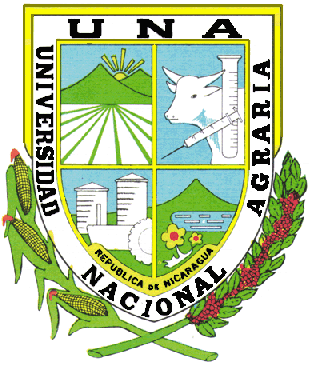 UNA
UNIVERSIDAD
NACIONAL
AGRARIA
REPUBLICA DE NICARAGUA